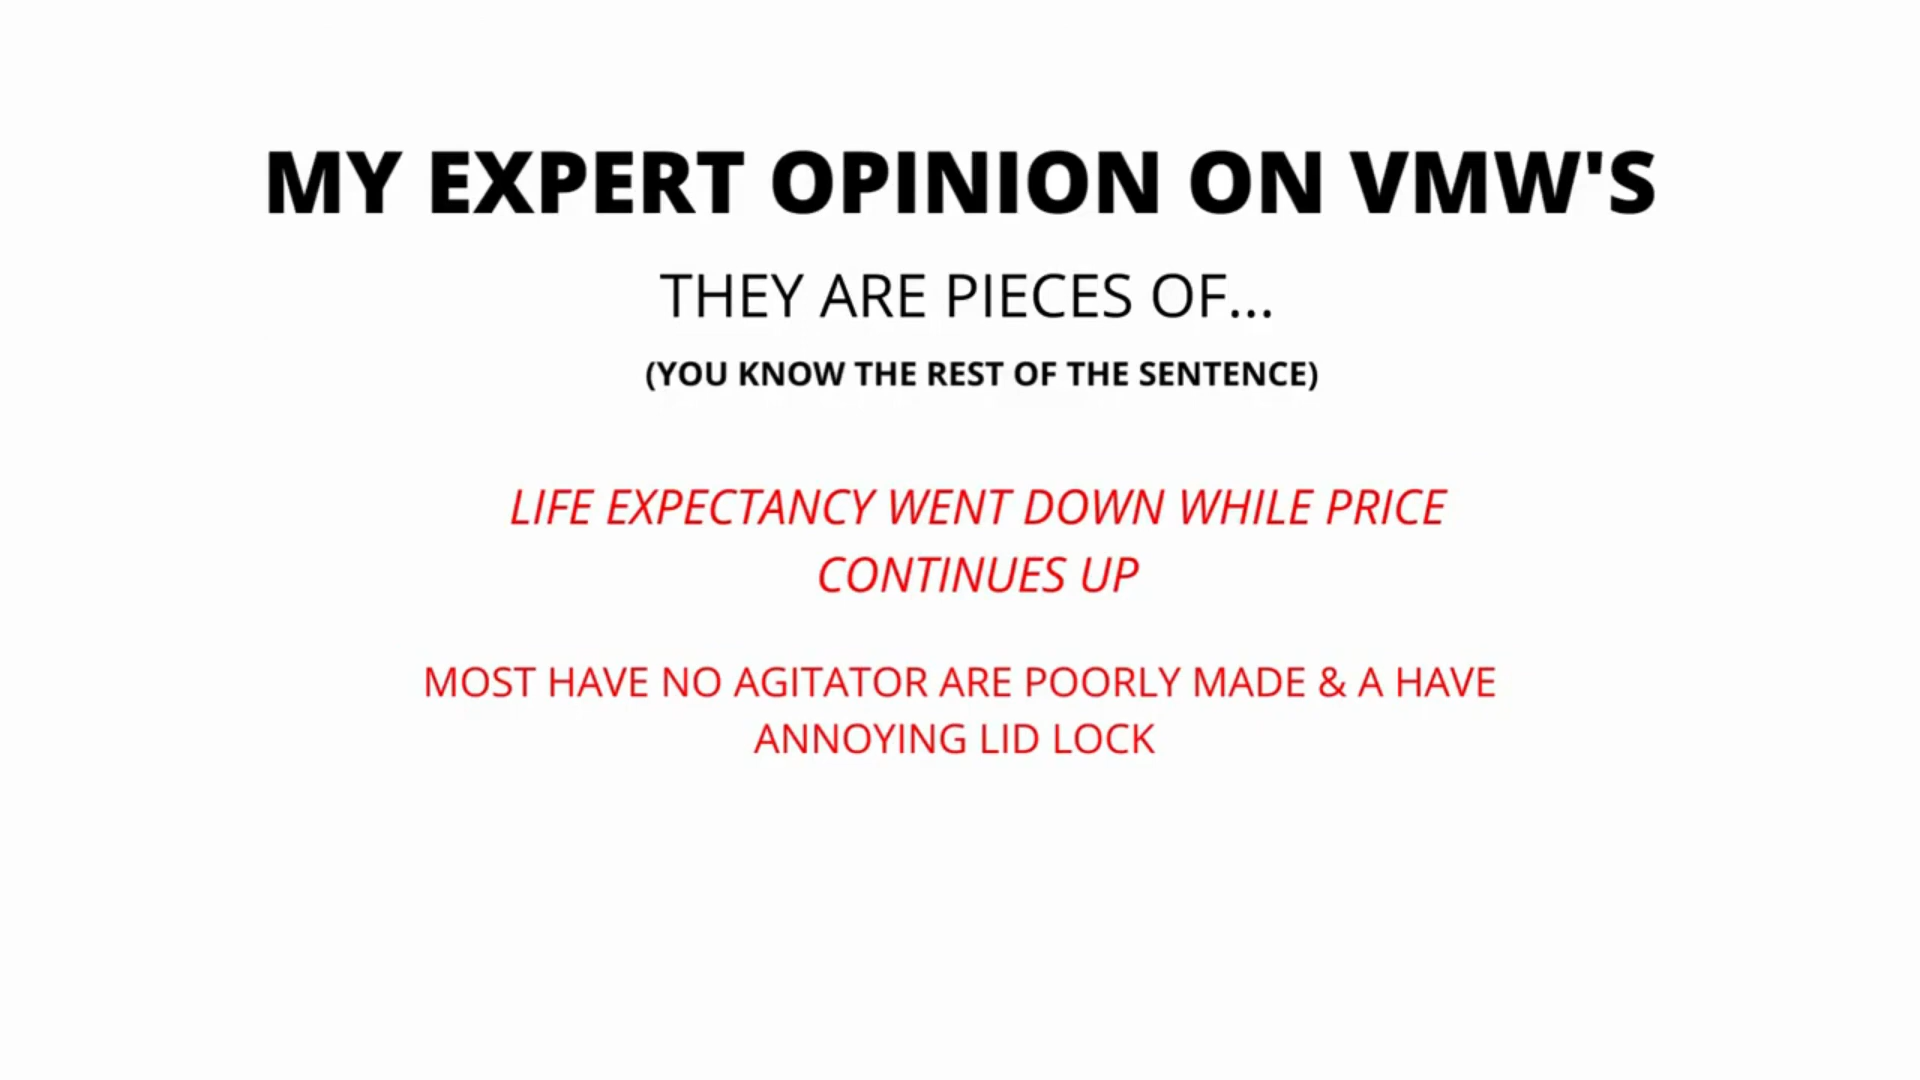 MY EXPERT OPINION ON VMW'S
THEY ARE PIECES OF...
(YOU KNOW THE REST OF THE SENTENCE)
LIFE EXPECTANCY WENT DOWN WHILE PRICE
CONTINUES UP
MOST HAVE NO AGITATOR ARE POORLY MADE & A HAVE
ANNOYING LID LOCK